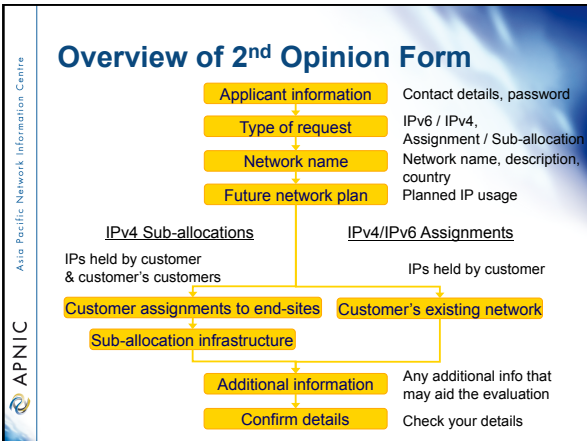 Overview of 2nd Opinion Form
Applicant information
Contact details, password
Type of request
IPv6 / IPv4,
Assignment / Sub-allocation
Network name
Network name, description,
country
Future network plan
Planned IP usage
IPv4 Sub-allocations
IPv4/IPv6 Assignments
IPs held by customer
& customer's customers
IPs held by customer
Customer assignments to end-sites
Customer's existing network
Sub-allocation infrastructure
Additional information
Any additional info that
may aid the evaluation
Confirm details
Check your details
Asia Pacific Network Information Centre
APNIC